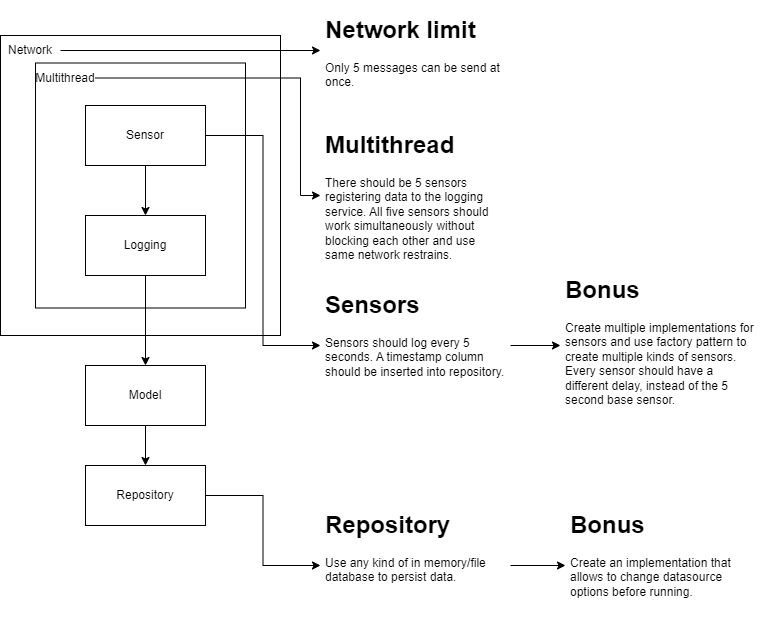 Network limit
Network
Only 5 messages can be send at
once.
Multithread
Sensor
Multithread
There should be 5 sensors
registering data to the logging
service. All five sensors should
work simultaneously without
blocking each other and use
same network restrains.
Logging
Sensors
Sensors should log every 5
seconds. A timestamp column
should be inserted into repository.
Bonus
Create multiple implementations for
sensors and use factory pattern to
create multiple kinds of sensors.
Every sensor should have a
different delay, instead of the 5
second base sensor.
Model
Repository
Repository
Use any kind of in memory/file
database to persist data.
Bonus
Create an implementation that
allows to change datasource
options before running.